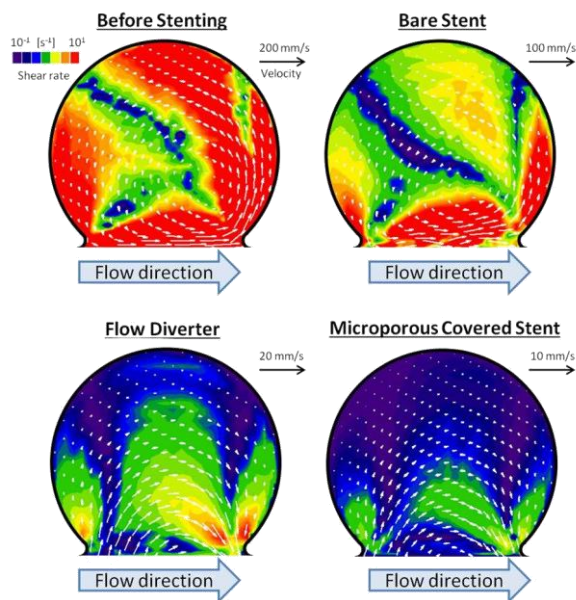 Before Stenting
Bare Stent
10⁻¹ [s⁻¹] 10¹
Shear rate
200 mm/s
Velocity
100 mm/s
Flow direction
Flow direction
Flow Diverter
Microporous Covered Stent
20 mm/s
10 mm/s
Flow direction
Flow direction